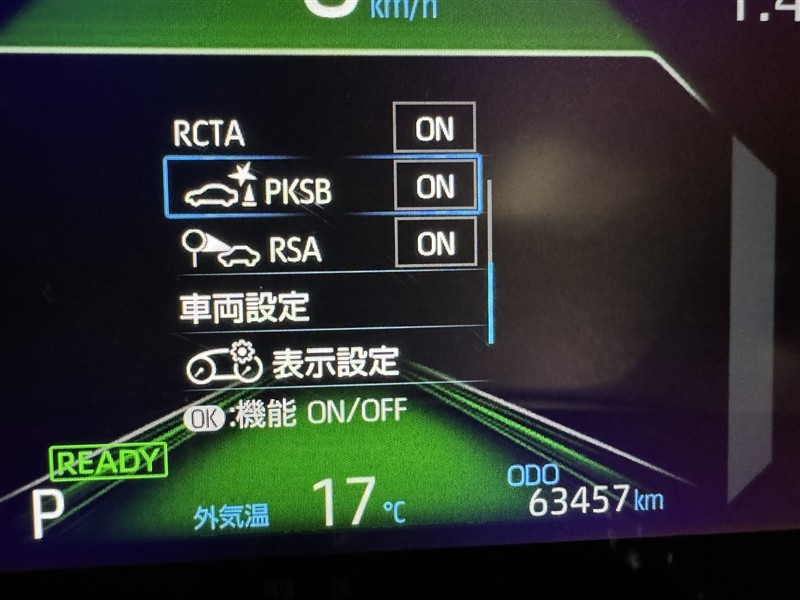 km/h
RCTA ON
PKSB ON
RSA ON
車両設定
表示設定
OK:機能 ON/OFF
READY
P
外気温 17℃
ODO
63457km